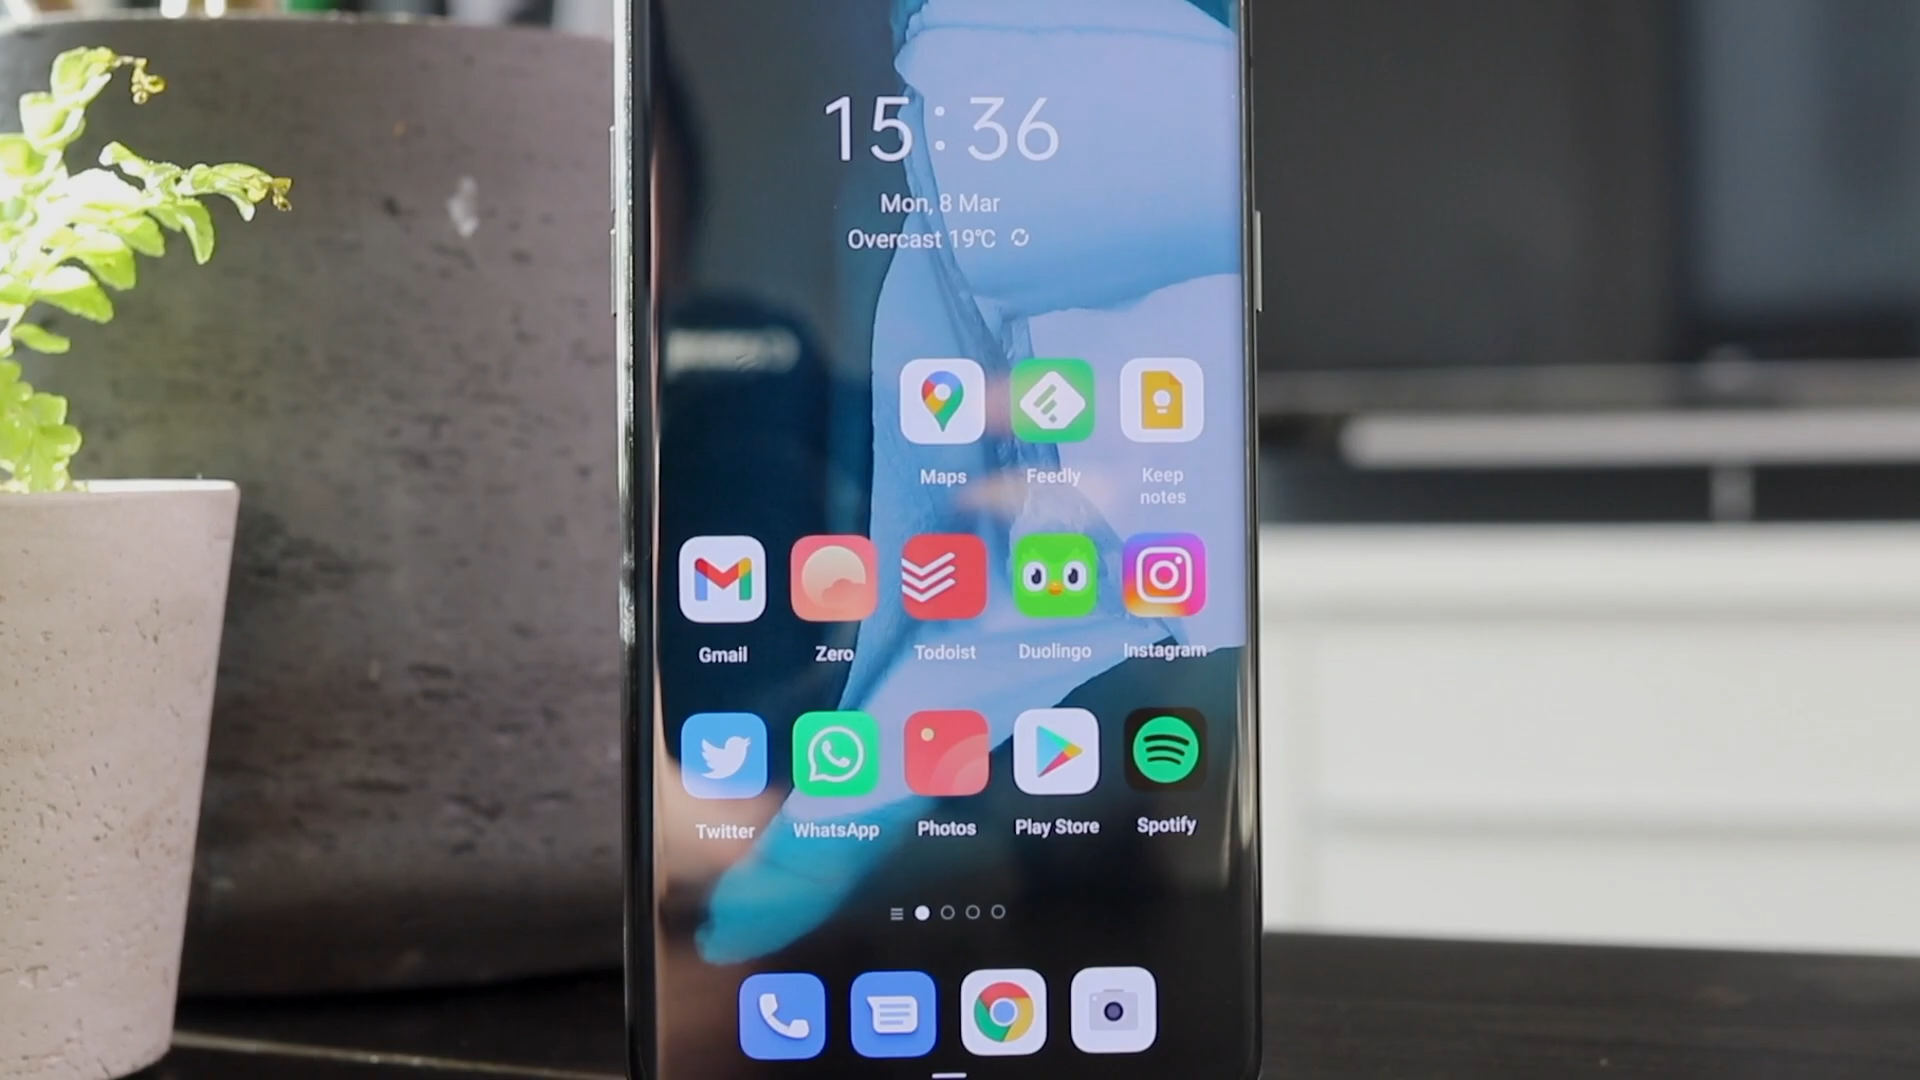 15:36
Mon, 8 Mar
Overcast 19°C
Maps Feedly Keep notes
Gmail Zero Todoist Duolingo Instagram
Twitter WhatsApp Photos Play Store Spotify